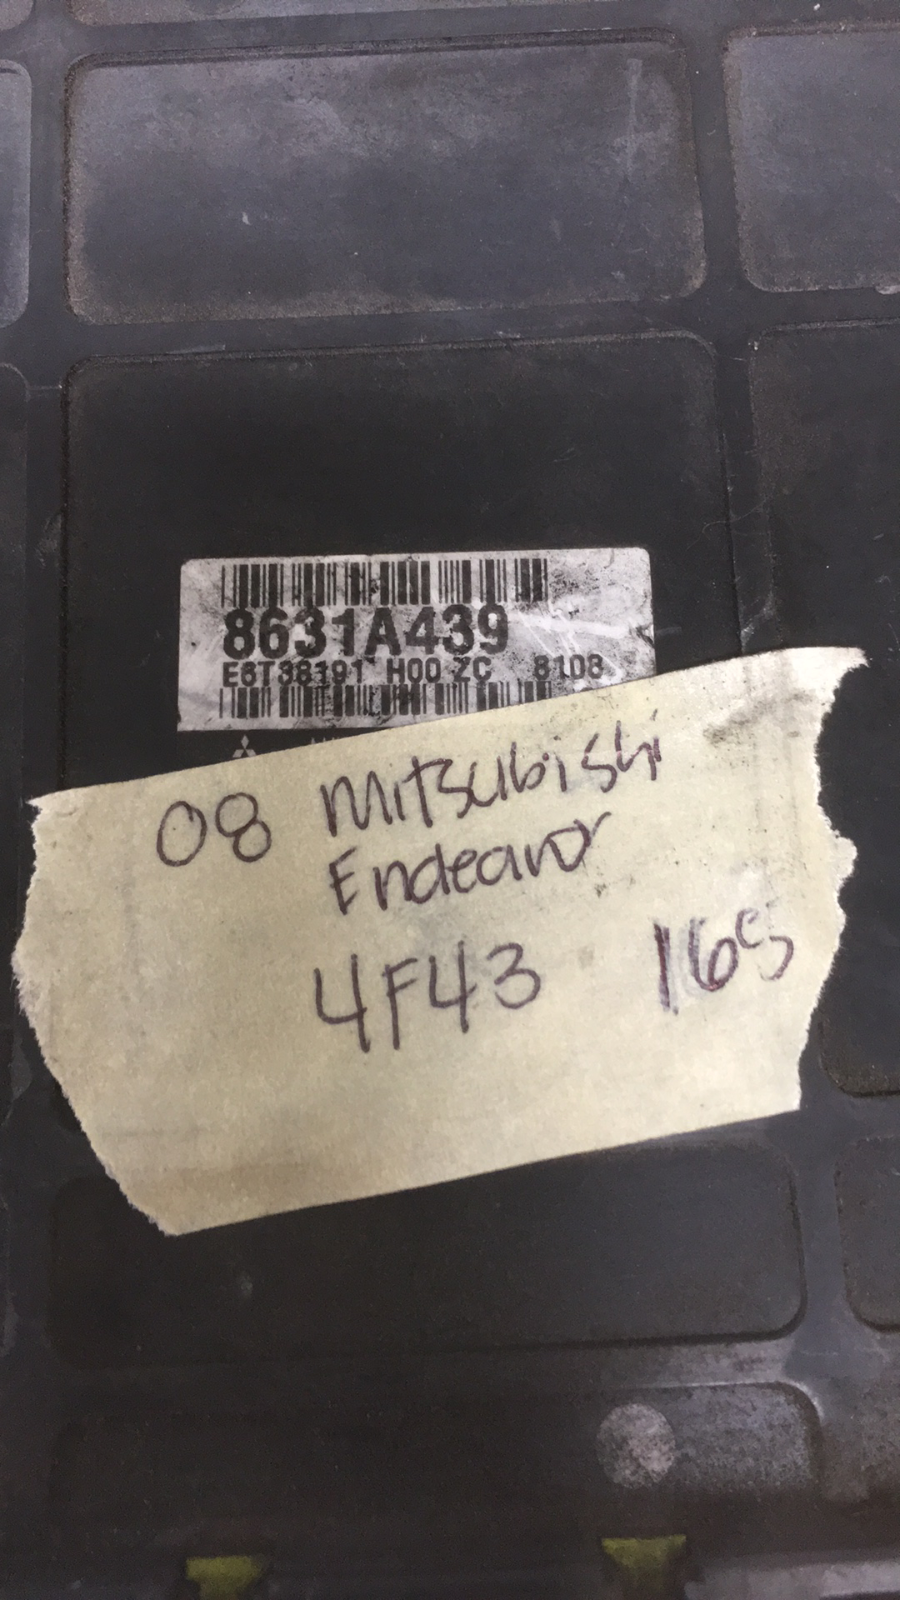 8631A439
E6T38191 H00 ZC 8108
08 Mitsubishi
Endeavor
4F43 165